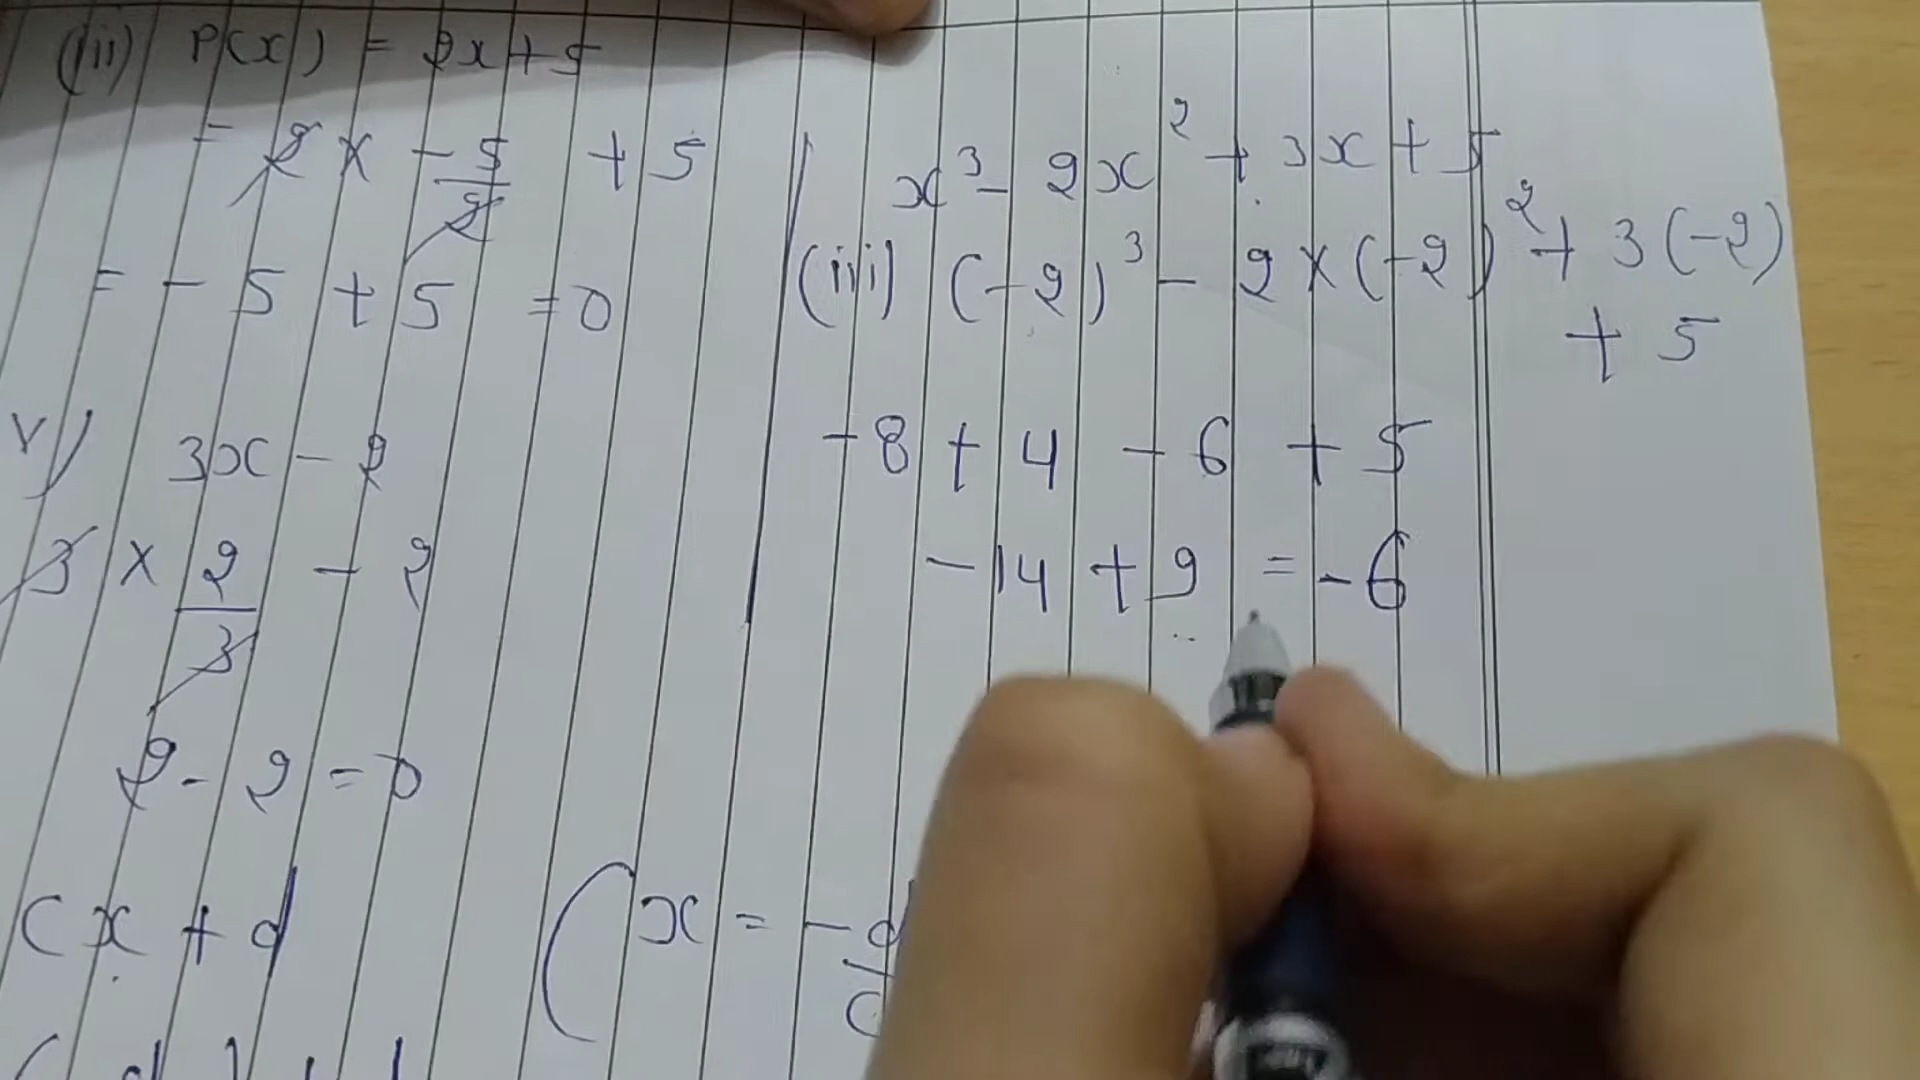 (iii) P(x) = 2x + 5
= 2 × -5/2 + 5
= - 5 + 5 = 0
v) 3x - 2
3 × 2/3 - 2
2 - 2 = 0
cx + d (x = -d/c
x³ - 2x² + 3x + 5
(iii) (-2)³ - 2 × (-2)² + 3(-2)
+ 5
-8 + 4 - 6 + 5
-14 + 9 = -6